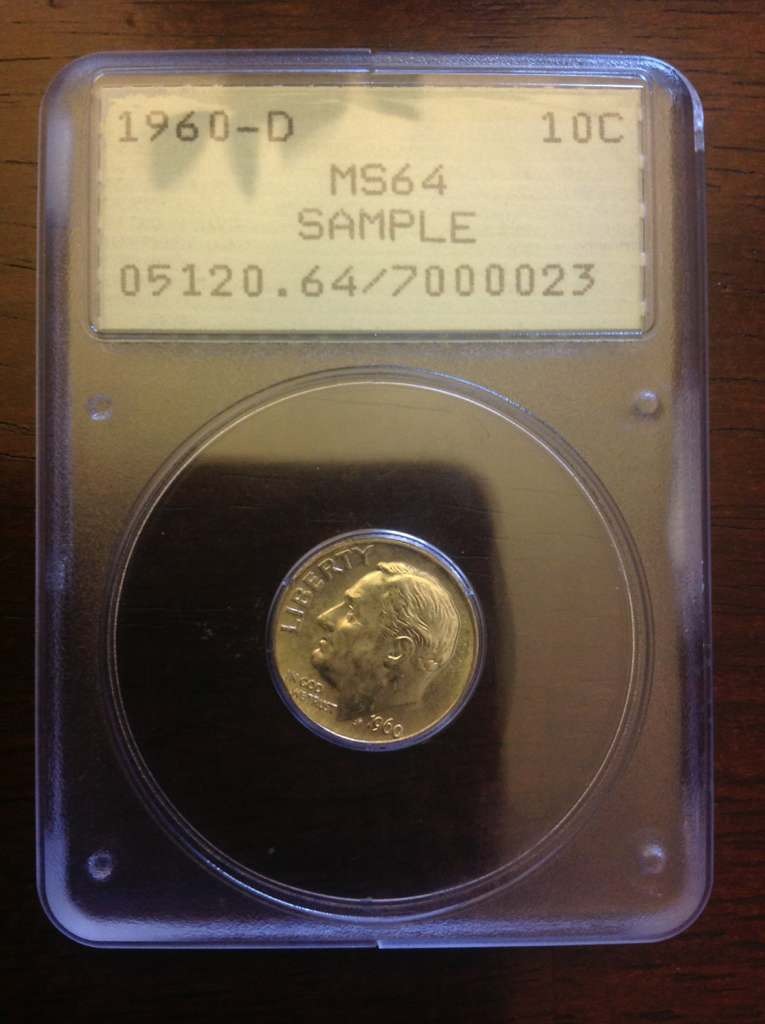 1960-D 10C
MS64
SAMPLE
05120.64/7000023
LIBERTY
IN GOD
WE TRUST
1960